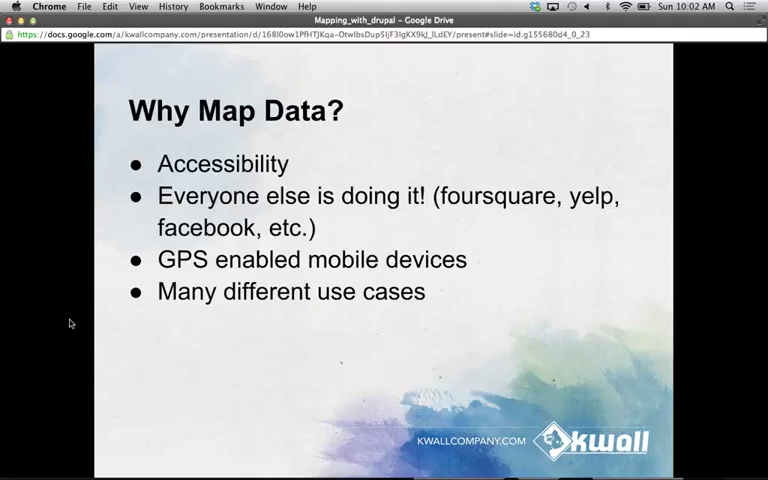 Chrome File Edit View History Bookmarks Window Help Sun 10:02 AM
Mapping_with_drupal – Google Drive
Why Map Data?
● Accessibility
● Everyone else is doing it! (foursquare, yelp,
facebook, etc.)
● GPS enabled mobile devices
● Many different use cases
KWALLCOMPANY.COM kwall